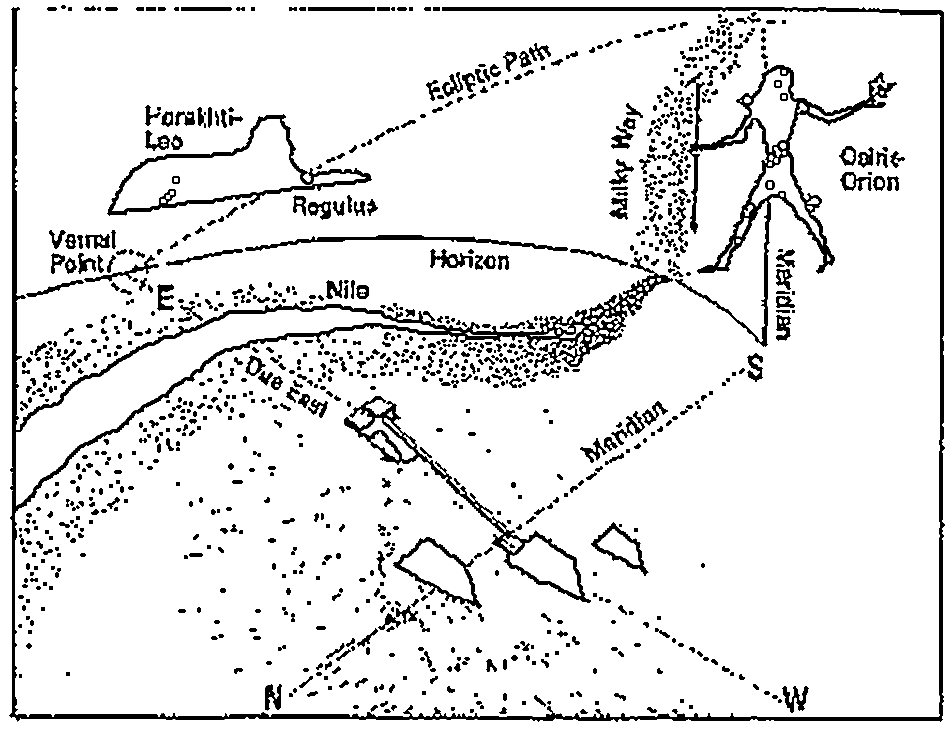 Ecliptic Path
Horakhti-
Leo
Milky Way
Osiris-
Orion
Regulus
Vernal
Point
Horizon
Meridian
E
Nile
S
Due East
Meridian
N
W